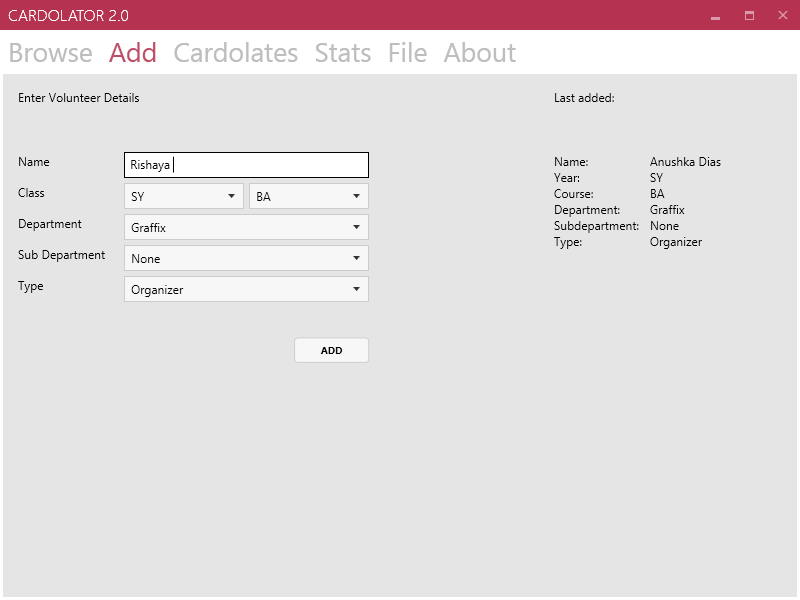 CARDOLATOR 2.0
Browse Add Cardolates Stats File About
Enter Volunteer Details
Name Rishaya
Class SY BA
Department Graffix
Sub Department None
Type Organizer
ADD
Last added:
Name: Anushka Dias
Year: SY
Course: BA
Department: Graffix
Subdepartment: None
Type: Organizer